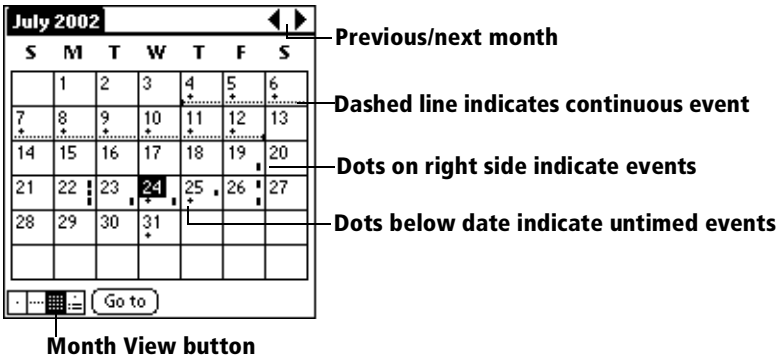 July 2002
Previous/next month
S M T W T F S
1 2 3 4 5 6
Dashed line indicates continuous event
7 8 9 10 11 12 13
14 15 16 17 18 19 20
Dots on right side indicate events
21 22 23 24 25 26 27
28 29 30 31
Dots below date indicate untimed events
Go to
Month View button